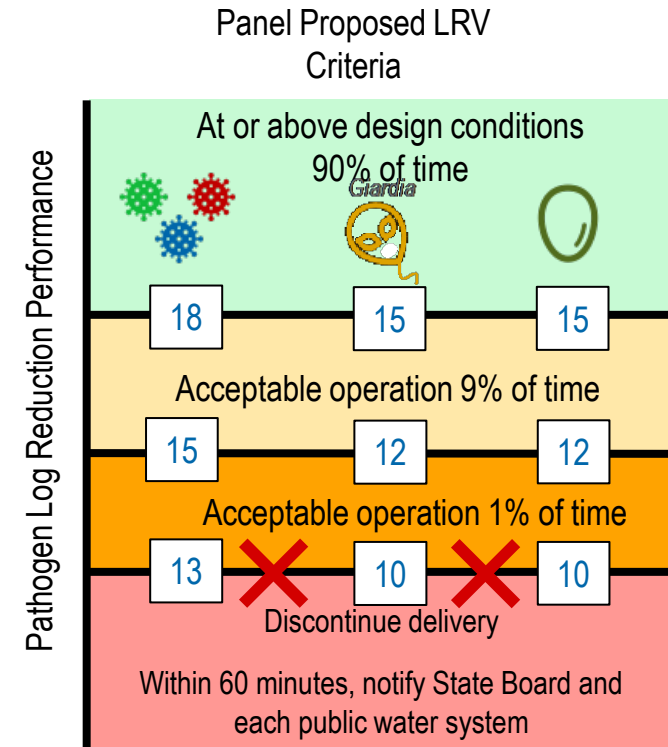 Panel Proposed LRV
Criteria
Pathogen Log Reduction Performance
At or above design conditions
90% of time
Giardia
18
15
15
Acceptable operation 9% of time
15
12
12
Acceptable operation 1% of time
13
10
10
Discontinue delivery
Within 60 minutes, notify State Board and
each public water system